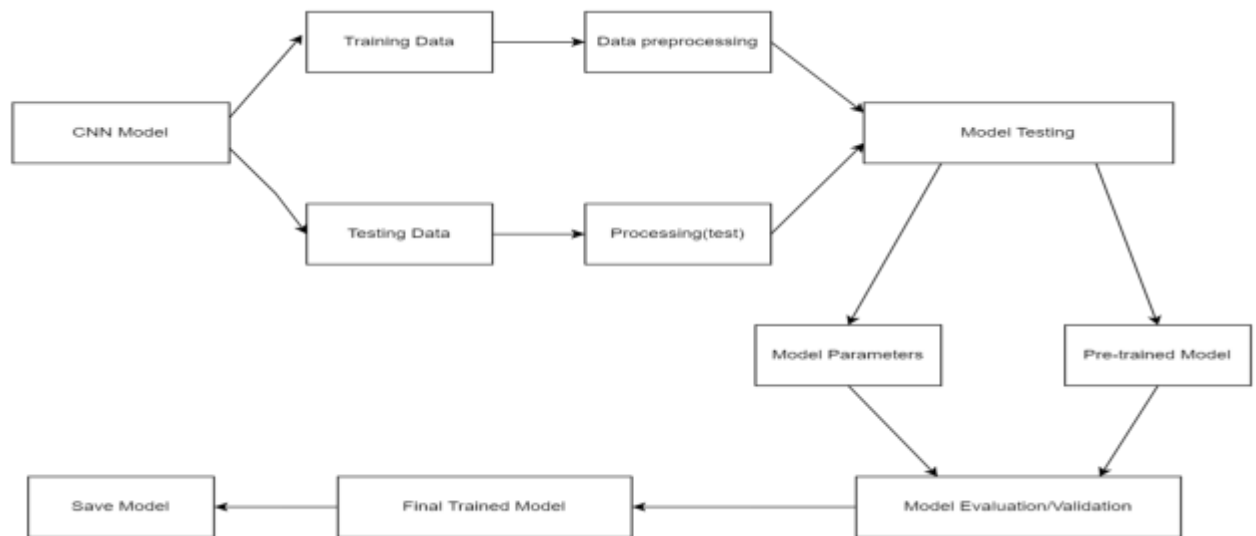 Training Data
Data preprocessing
CNN Model
Model Testing
Testing Data
Processing(test)
Model Parameters
Pre-trained Model
Save Model
Final Trained Model
Model Evaluation/Validation